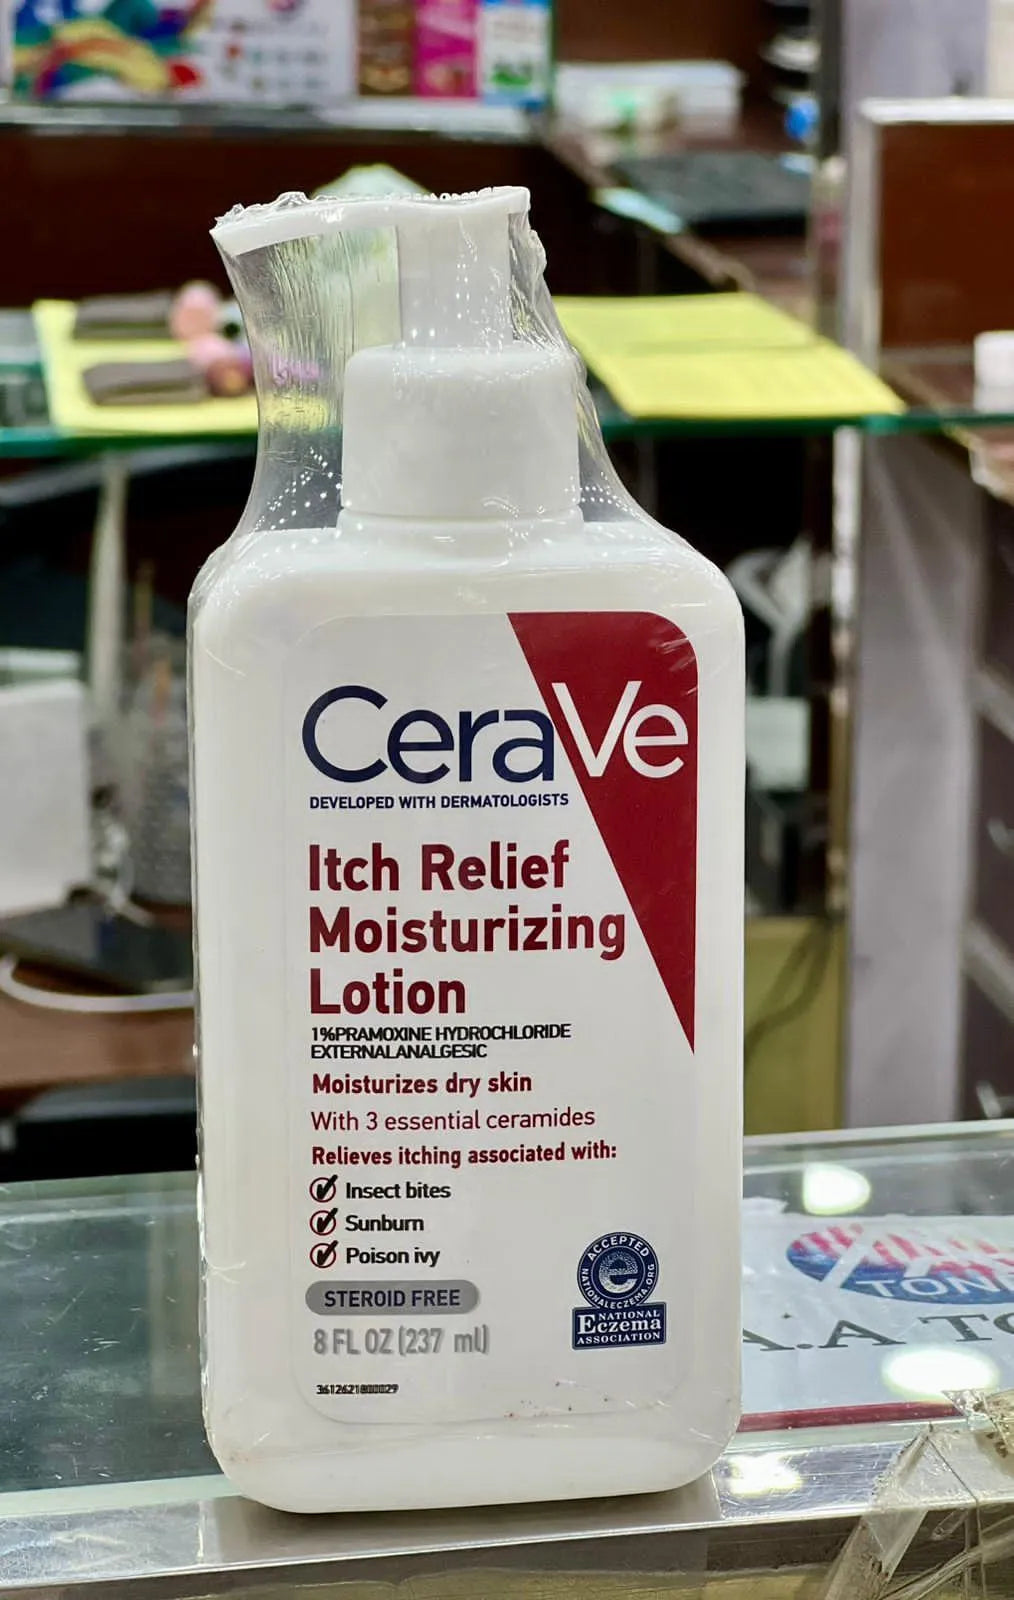 CeraVe
DEVELOPED WITH DERMATOLOGISTS
Itch Relief
Moisturizing
Lotion
1%PRAMOXINE HYDROCHLORIDE
EXTERNALANALGESIC
Moisturizes dry skin
With 3 essential ceramides
Relieves itching associated with:
Insect bites
Sunburn
Poison ivy
STEROID FREE
8 FL OZ (237 ml)
ACCEPTED
NATIONALECZEMA.ORG
NATIONAL
Eczema
ASSOCIATION
TON
A.A